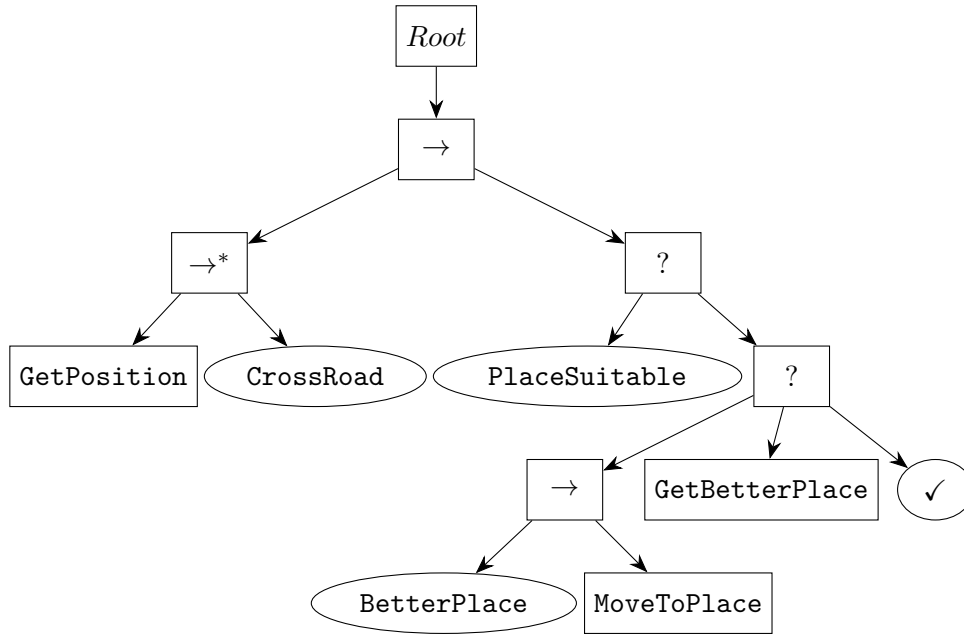 Root
→
→*
?
GetPosition
CrossRoad
PlaceSuitable
?
→
GetBetterPlace
✓
BetterPlace
MoveToPlace